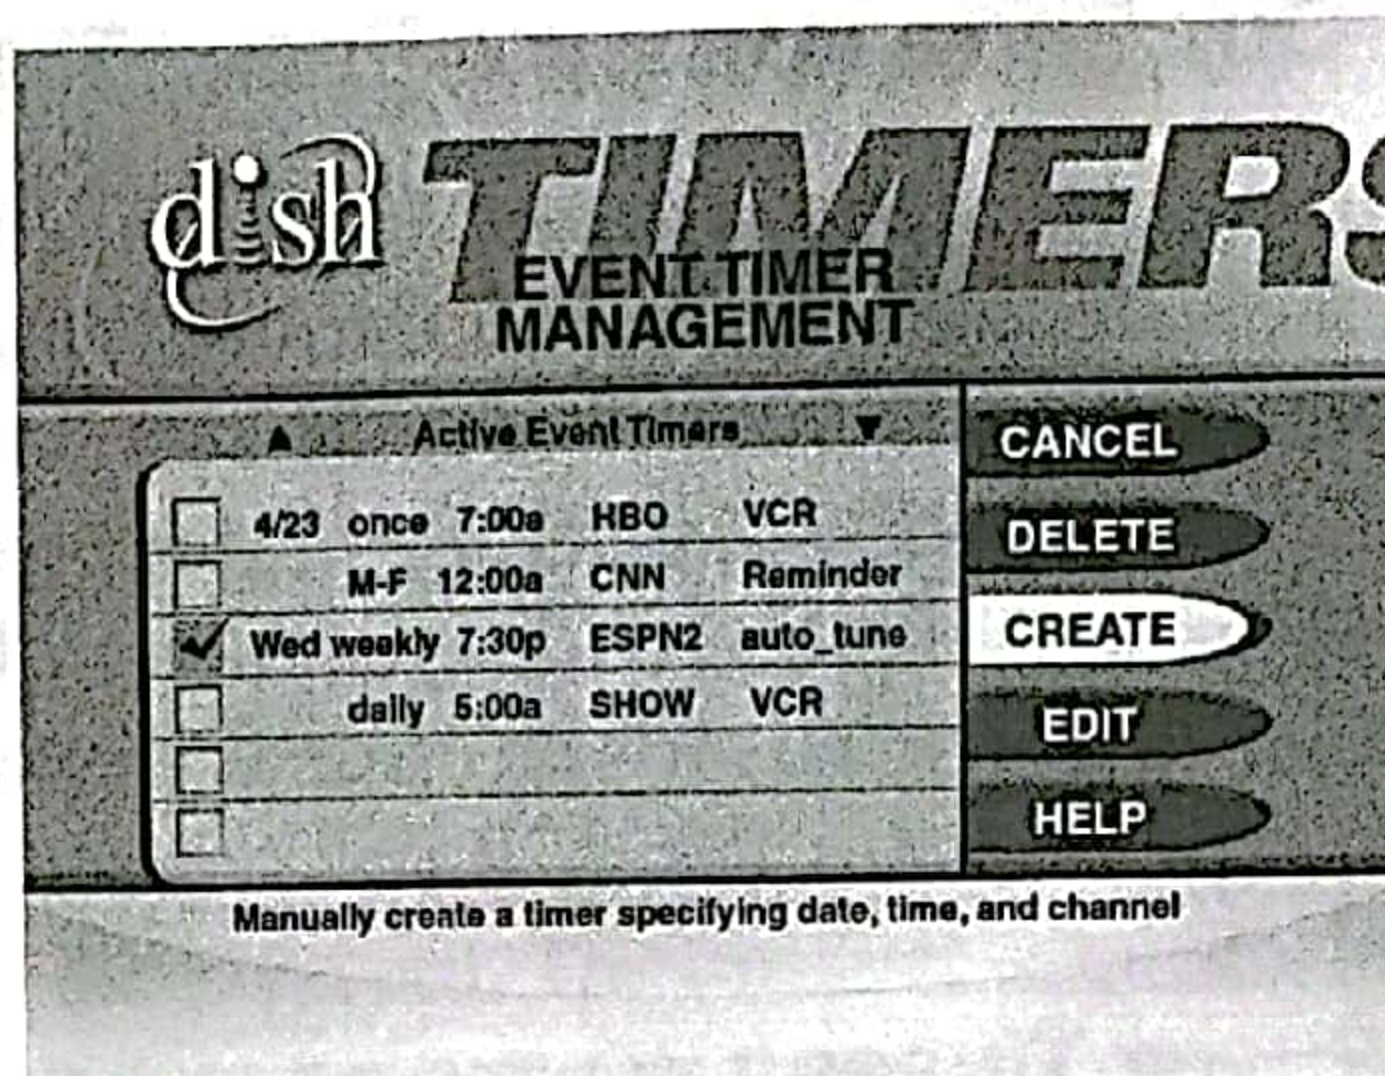 dish TIMERS
EVENT TIMER
MANAGEMENT
▲ Active Event Timers ▼
4/23 once 7:00a HBO VCR
M-F 12:00a CNN Reminder
Wed weekly 7:30p ESPN2 auto_tune
daily 5:00a SHOW VCR
CANCEL
DELETE
CREATE
EDIT
HELP
Manually create a timer specifying date, time, and channel